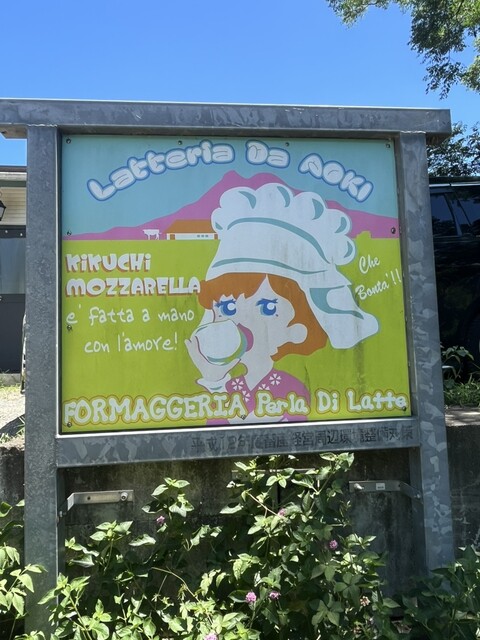 Latteria Da AOKI
KIKUCHI
MOZZARELLA
e' fatta a mano
con l'amore!
Che
Bonta'!!
FORMAGGERIA Perla Di Latte